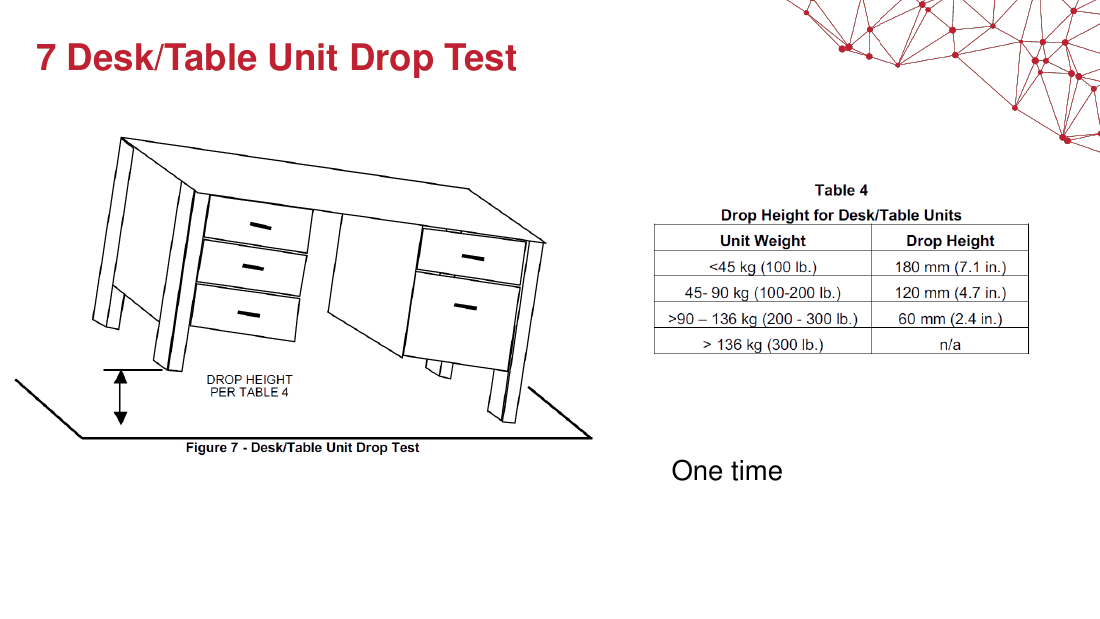 7 Desk/Table Unit Drop Test
DROP HEIGHT
PER TABLE 4
Figure 7 - Desk/Table Unit Drop Test
Table 4
Drop Height for Desk/Table Units
Unit Weight Drop Height
<45 kg (100 lb.) 180 mm (7.1 in.)
45- 90 kg (100-200 lb.) 120 mm (4.7 in.)
>90 – 136 kg (200 - 300 lb.) 60 mm (2.4 in.)
> 136 kg (300 lb.) n/a
One time